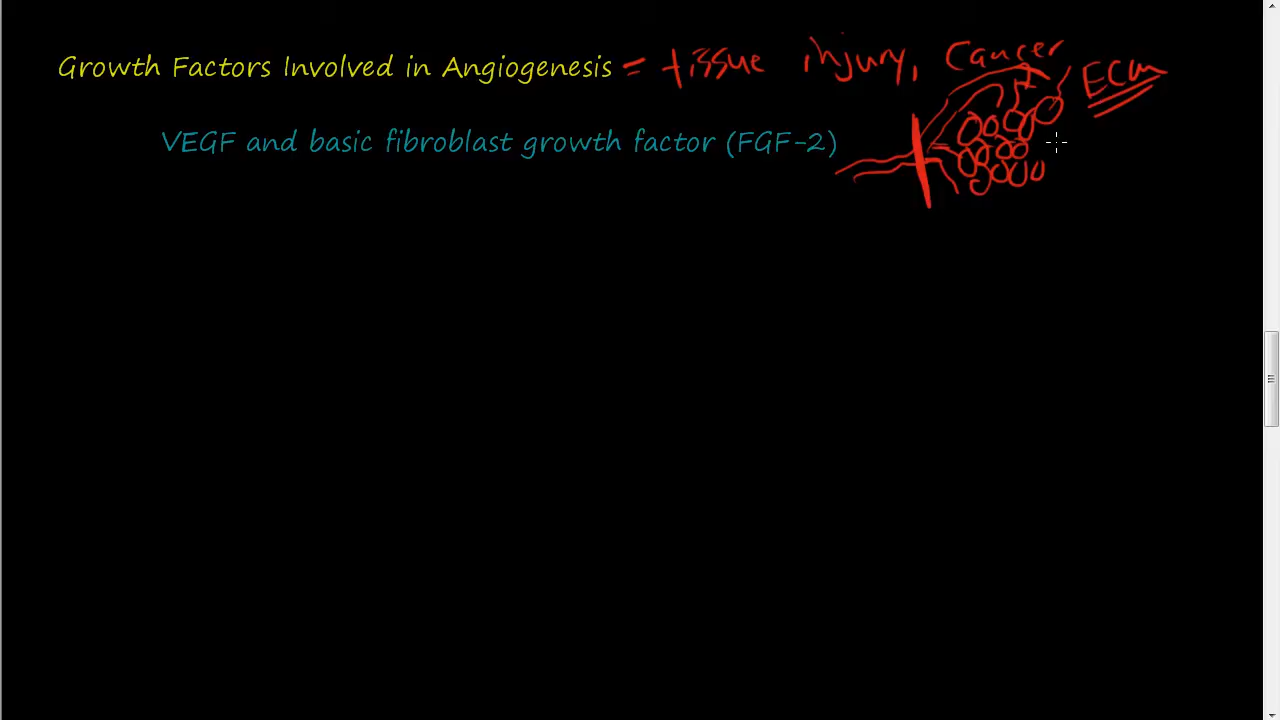 Growth Factors Involved in Angiogenesis = tissue injury, Cancer
ECM
VEGF and basic fibroblast growth factor (FGF-2)